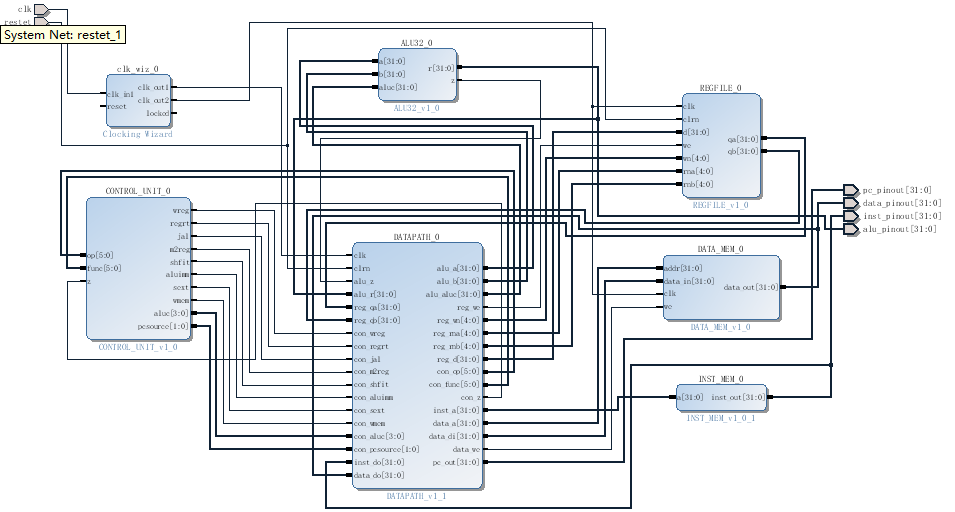 clk
restet
System Net: restet_1
clk_wiz_0
clk_in1
reset
clk_out1
clk_out2
locked
Clocking Wizard
ALU32_0
a[31:0]
b[31:0]
aluc[31:0]
r[31:0]
z
ALU32_v1_0
REGFILE_0
clk
clrn
d[31:0]
we
wn[4:0]
rna[4:0]
rnb[4:0]
qa[31:0]
qb[31:0]
REGFILE_v1_0
CONTROL_UNIT_0
op[5:0]
func[5:0]
z
wreg
regrt
jal
m2reg
shfit
aluimm
sext
wmem
aluc[3:0]
pcsource[1:0]
CONTROL_UNIT_v1_0
DATAPATH_0
clk
clrn
alu_z
alu_r[31:0]
reg_qa[31:0]
reg_qb[31:0]
con_wreg
con_regrt
con_jal
con_m2reg
con_shfit
con_aluimm
con_sext
con_wmem
con_aluc[3:0]
con_pcsource[1:0]
inst_do[31:0]
data_do[31:0]
alu_a[31:0]
alu_b[31:0]
alu_aluc[31:0]
reg_we
reg_wn[4:0]
reg_rna[4:0]
reg_rnb[4:0]
reg_d[31:0]
con_op[5:0]
con_func[5:0]
con_z
inst_a[31:0]
data_a[31:0]
data_di[31:0]
data_we
pc_out[31:0]
DATAPATH_v1_1
DATA_MEM_0
addr[31:0]
data_in[31:0]
clk
we
data_out[31:0]
DATA_MEM_v1_0
INST_MEM_0
a[31:0]
inst_out[31:0]
INST_MEM_v1_0_1
pc_pinout[31:0]
data_pinout[31:0]
inst_pinout[31:0]
alu_pinout[31:0]